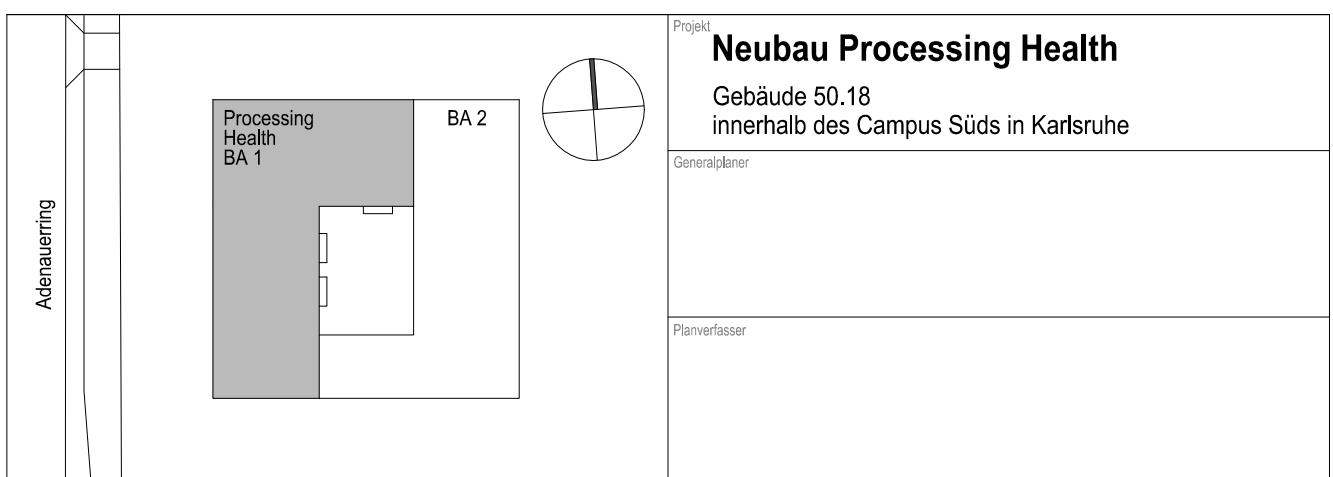 Adenauerring
Processing
Health
BA 1
BA 2
Projekt
Neubau Processing Health
Gebäude 50.18
innerhalb des Campus Süds in Karlsruhe
Generalplaner
Planverfasser